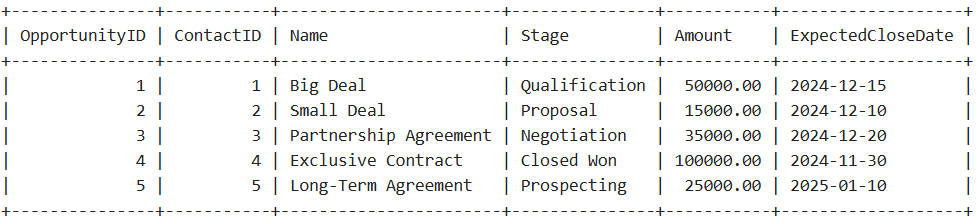 +---------------+-----------+-----------------------+---------------+-----------+-------------------+
| OpportunityID | ContactID | Name                  | Stage         | Amount    | ExpectedCloseDate |
+---------------+-----------+-----------------------+---------------+-----------+-------------------+
|             1 |         1 | Big Deal              | Qualification |  50000.00 | 2024-12-15        |
|             2 |         2 | Small Deal            | Proposal      |  15000.00 | 2024-12-10        |
|             3 |         3 | Partnership Agreement | Negotiation   |  35000.00 | 2024-12-20        |
|             4 |         4 | Exclusive Contract    | Closed Won    | 100000.00 | 2024-11-30        |
|             5 |         5 | Long-Term Agreement   | Prospecting   |  25000.00 | 2025-01-10        |
+---------------+-----------+-----------------------+---------------+-----------+-------------------+